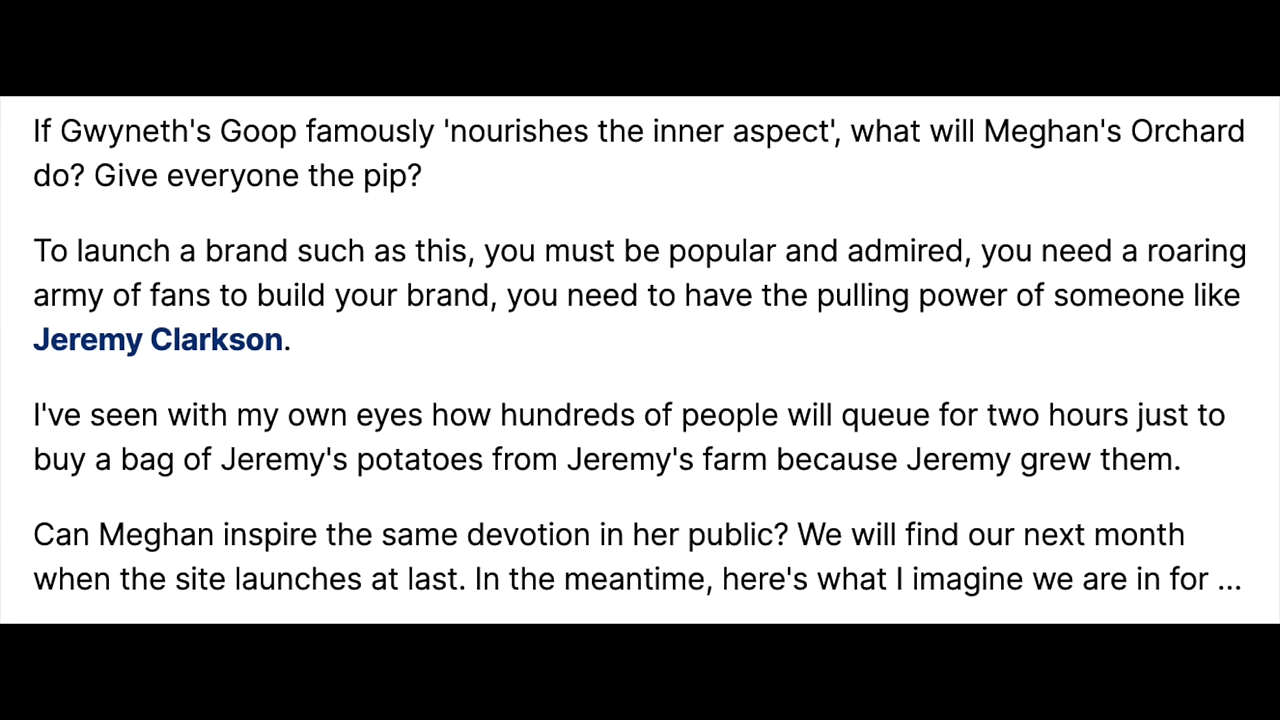 If Gwyneth's Goop famously 'nourishes the inner aspect', what will Meghan's Orchard
do? Give everyone the pip?
To launch a brand such as this, you must be popular and admired, you need a roaring
army of fans to build your brand, you need to have the pulling power of someone like
Jeremy Clarkson.
I've seen with my own eyes how hundreds of people will queue for two hours just to
buy a bag of Jeremy's potatoes from Jeremy's farm because Jeremy grew them.
Can Meghan inspire the same devotion in her public? We will find our next month
when the site launches at last. In the meantime, here's what I imagine we are in for ...